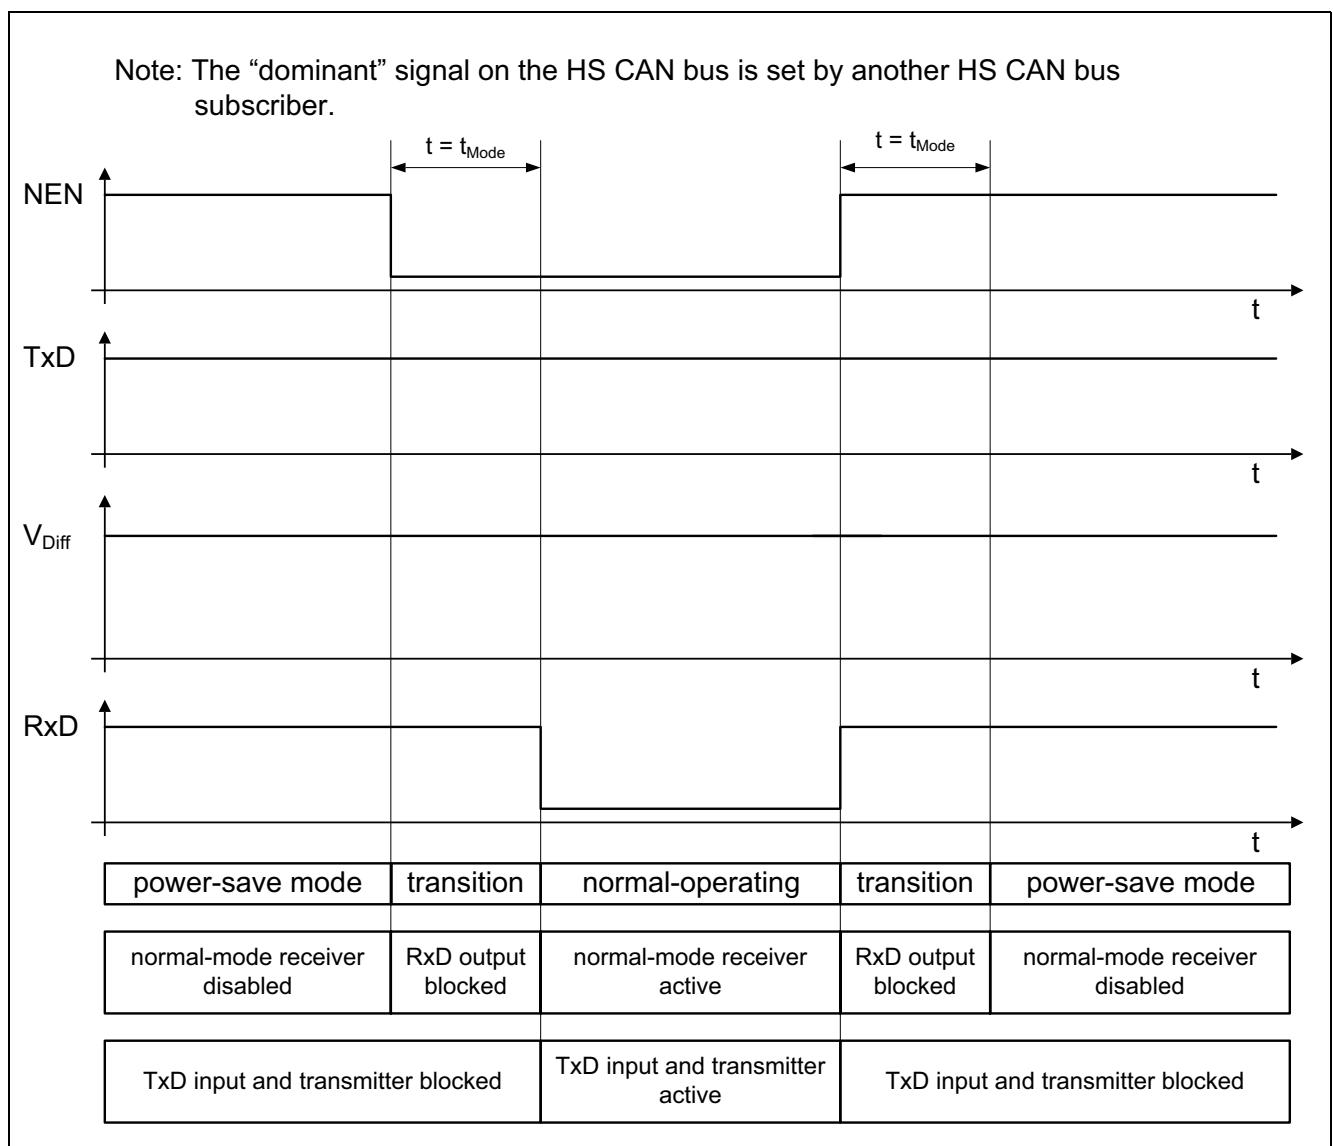 Note: The “dominant” signal on the HS CAN bus is set by another HS CAN bus
subscriber.
t = tMode
t = tMode
NEN
t
TxD
t
VDiff
t
RxD
t
power-save mode
transition
normal-operating
transition
power-save mode
normal-mode receiver
disabled
RxD output
blocked
normal-mode receiver
active
RxD output
blocked
normal-mode receiver
disabled
TxD input and transmitter blocked
TxD input and transmitter
active
TxD input and transmitter blocked